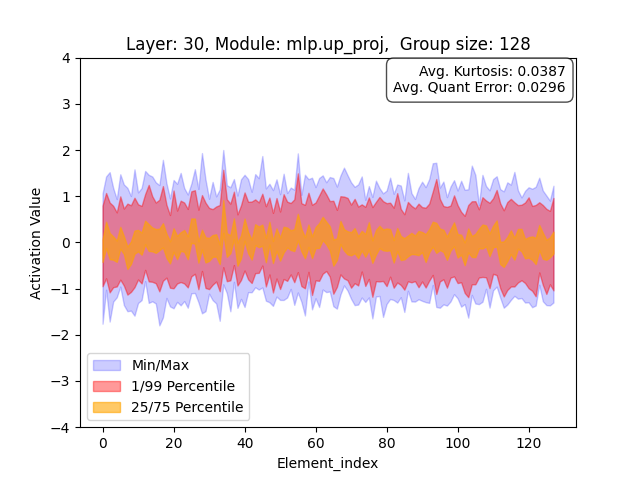 Layer: 30, Module: mlp.up_proj,  Group size: 128
Avg. Kurtosis: 0.0387
Avg. Quant Error: 0.0296
Activation Value
4
3
2
1
0
−1
−2
−3
−4
Min/Max
1/99 Percentile
25/75 Percentile
0
20
40
60
80
100
120
Element_index